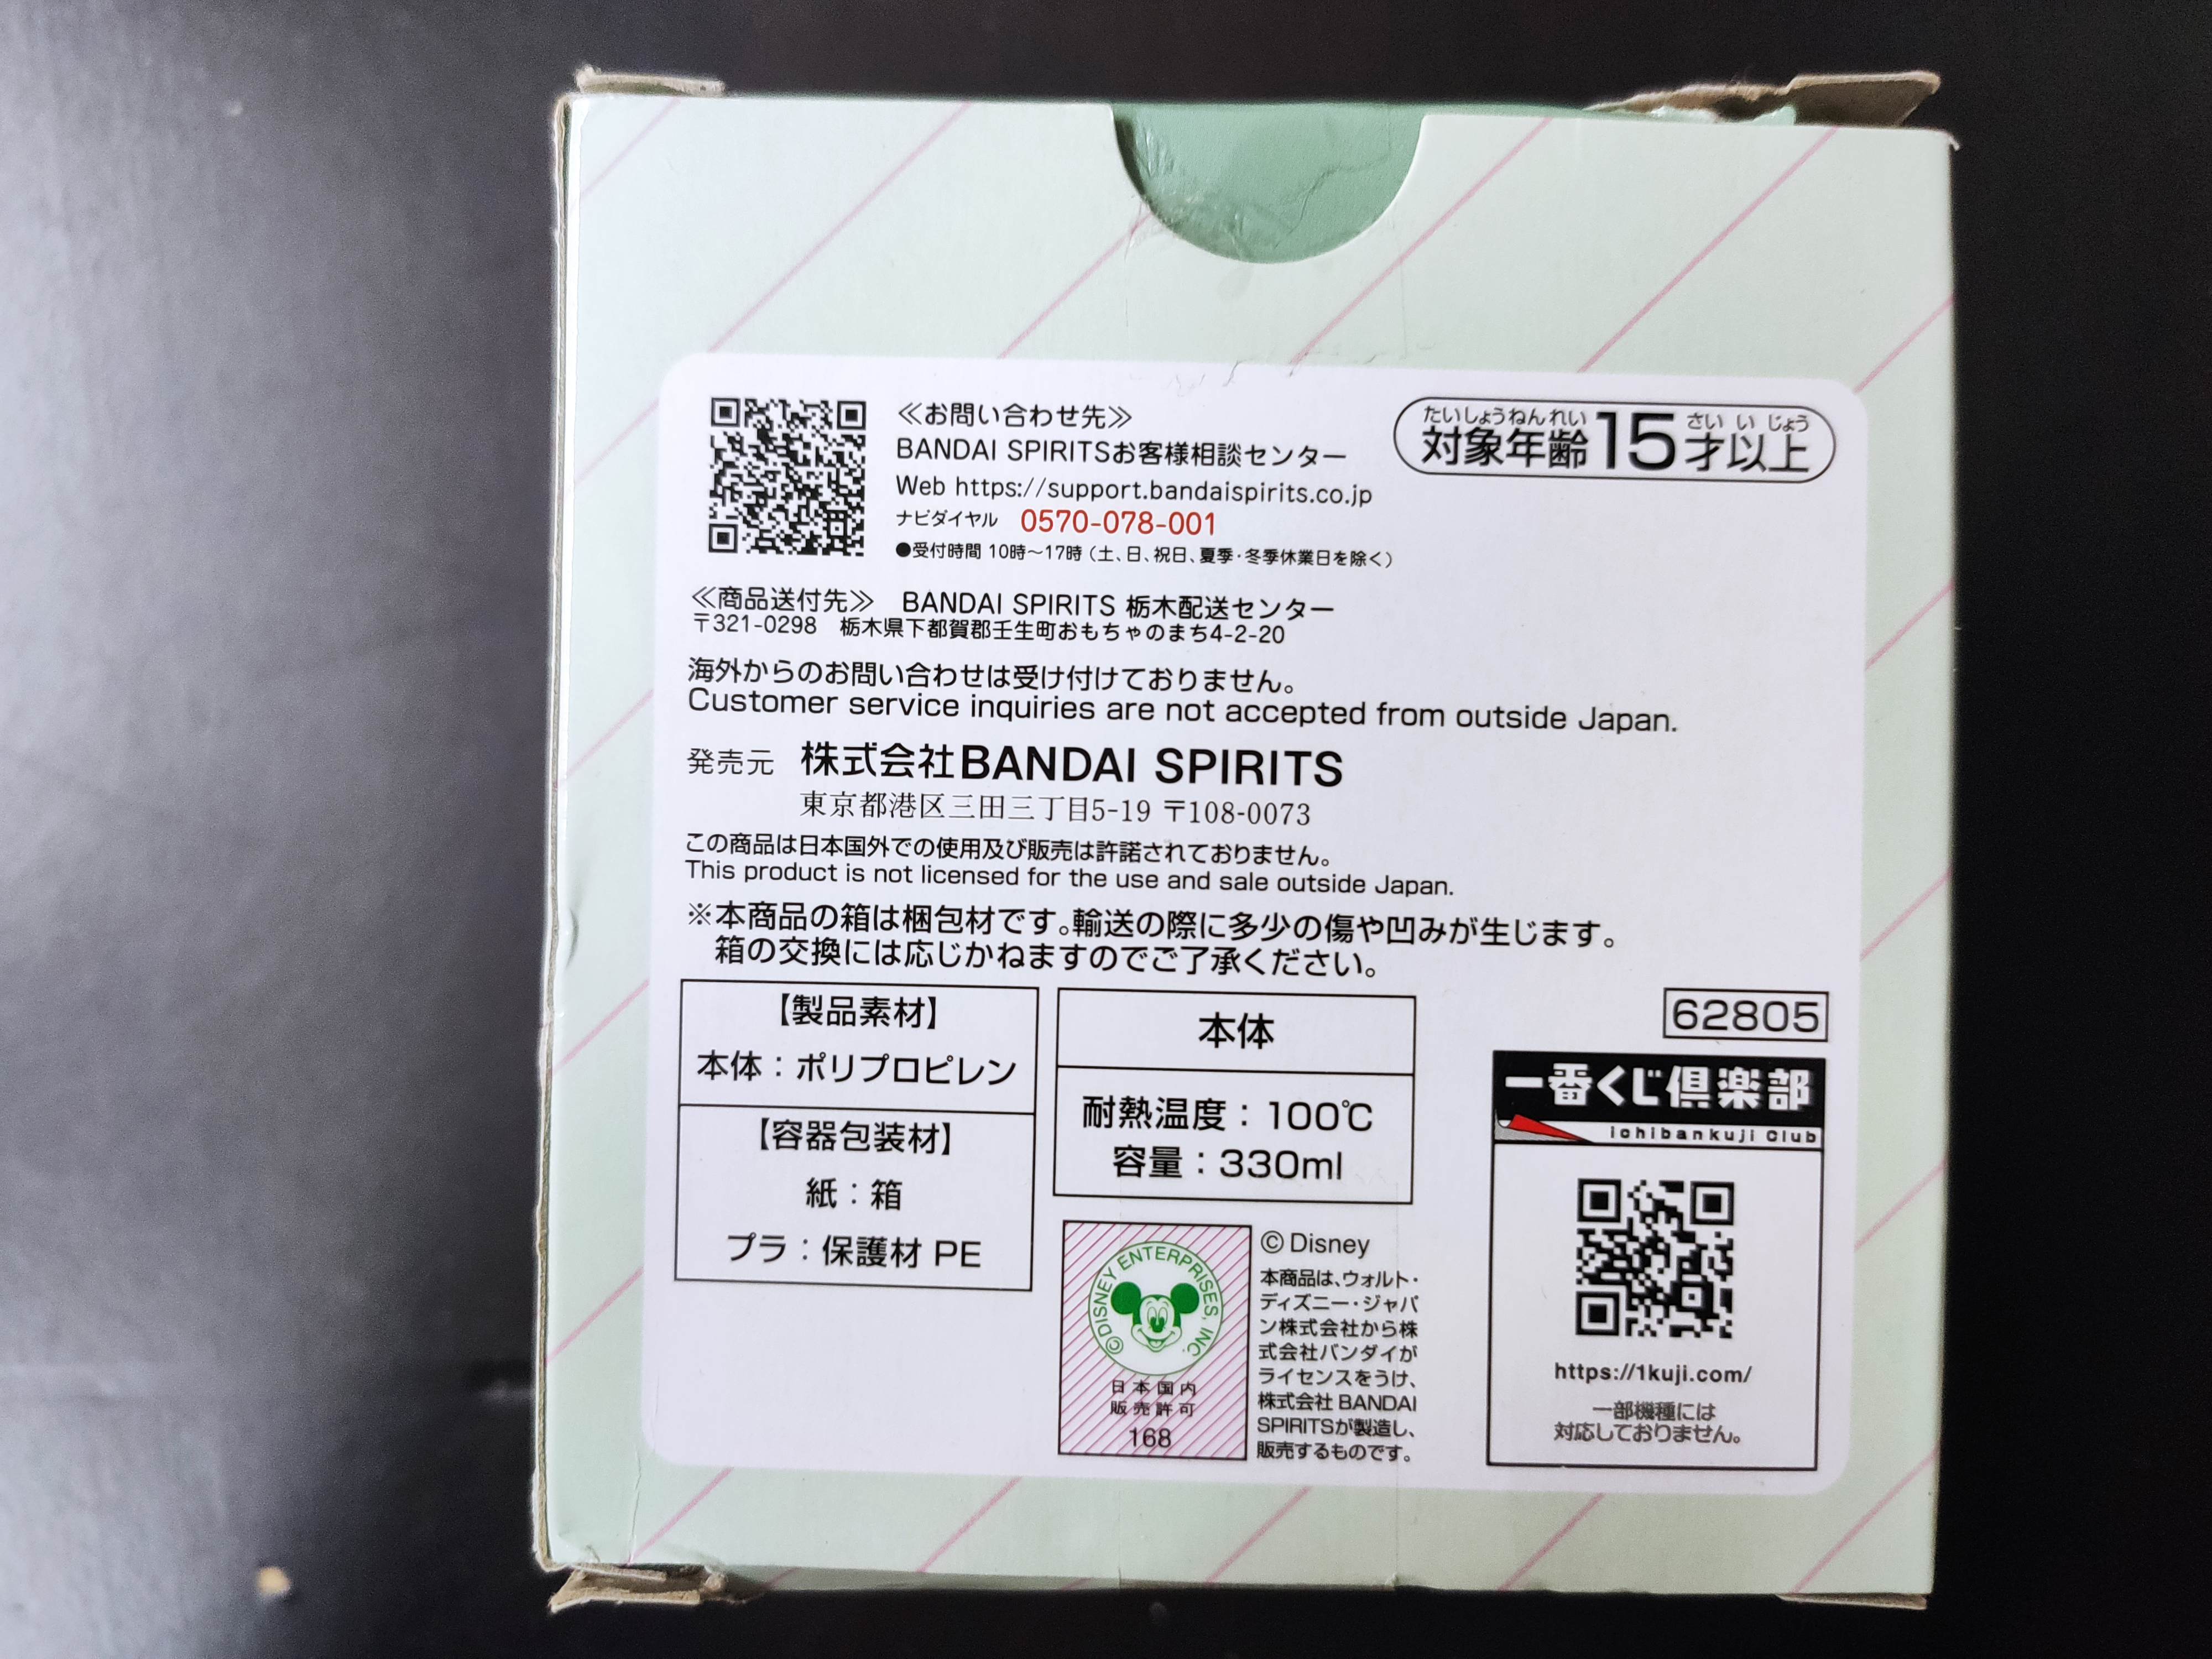 ≪お問い合わせ先≫
BANDAI SPIRITSお客様相談センター
Web https://support.bandaispirits.co.jp
ナビダイヤル 0570-078-001
●受付時間 10時～17時（土、日、祝日、夏季・冬季休業日を除く）
たいしょうねんれい さい い じょう
対象年齢15才以上
≪商品送付先≫ BANDAI SPIRITS 栃木配送センター
〒321-0298 栃木県下都賀郡壬生町おもちゃのまち4-2-20
海外からのお問い合わせは受け付けておりません。
Customer service inquiries are not accepted from outside Japan.
発売元 株式会社BANDAI SPIRITS
東京都港区三田三丁目5-19 〒108-0073
この商品は日本国外での使用及び販売は許諾されておりません。
This product is not licensed for the use and sale outside Japan.
※本商品の箱は梱包材です。輸送の際に多少の傷や凹みが生じます。
箱の交換には応じかねますのでご了承ください。
【製品素材】
本体：ポリプロピレン
【容器包装材】
紙：箱
プラ：保護材 PE
本体
耐熱温度：100℃
容量：330ml
©DISNEY ENTERPRISES, INC.
日本国内
販売許可
168
©Disney
本商品は、ウォルト・
ディズニー・ジャパ
ン株式会社から株
式会社バンダイが
ライセンスをうけ、
株式会社 BANDAI
SPIRITSが製造し、
販売するものです。
62805
一番くじ倶楽部
ichibankuji Club
https://1kuji.com/
一部機種には
対応しておりません。